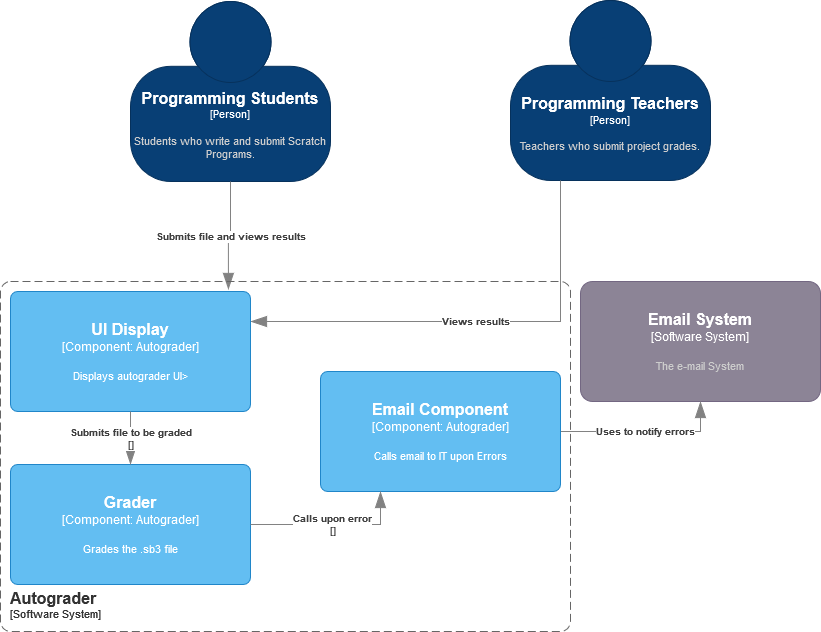 Programming Students
[Person]
Students who write and submit Scratch
Programs.
Programming Teachers
[Person]
Teachers who submit project grades.
Submits file and views results
UI Display
[Component: Autograder]
Displays autograder UI>
Views results
Email System
[Software System]
The e-mail System
Email Component
[Component: Autograder]
Calls email to IT upon Errors
Uses to notify errors
Submits file to be graded
[]
Grader
[Component: Autograder]
Grades the .sb3 file
Calls upon error
[]
Autograder
[Software System]